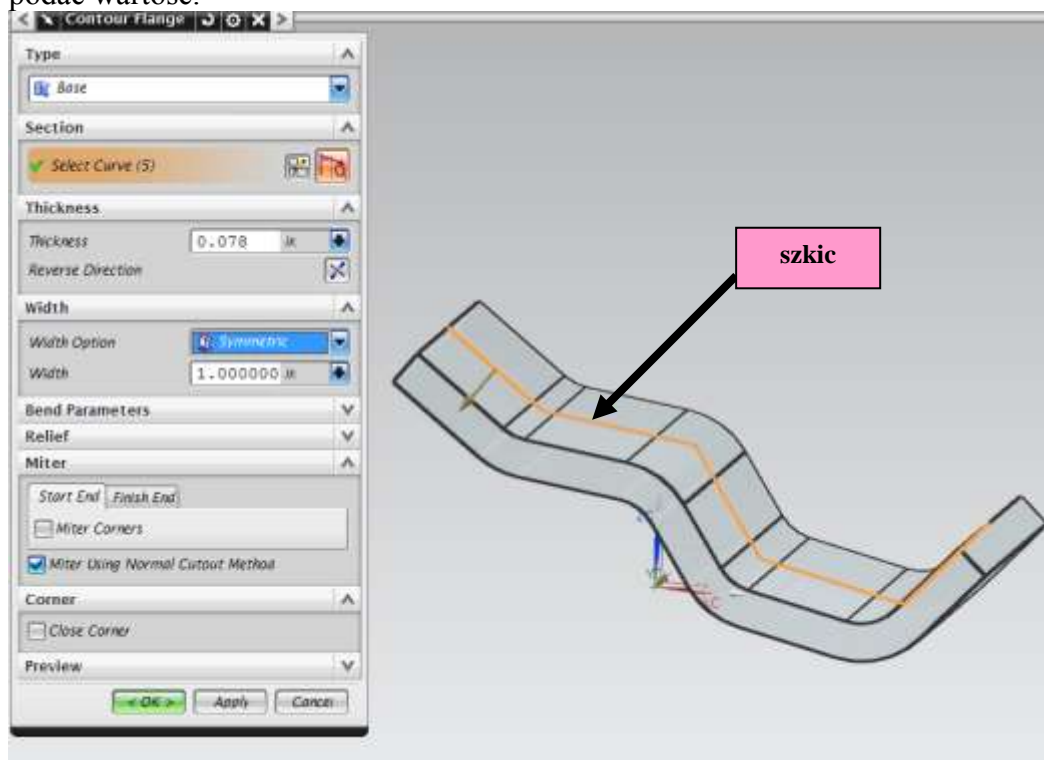 podać wartość.
Contour Flange
Type
Base
Section
Select Curve (5)
Thickness
Thickness 0.078 in
Reverse Direction
Width
Width Option Symmetric
Width 1.000000 in
Bend Parameters
Relief
Miter
Start End Finish End
Miter Corners
Miter Using Normal Cutout Method
Corner
Close Corner
Preview
< OK > Apply Cancel
szkic